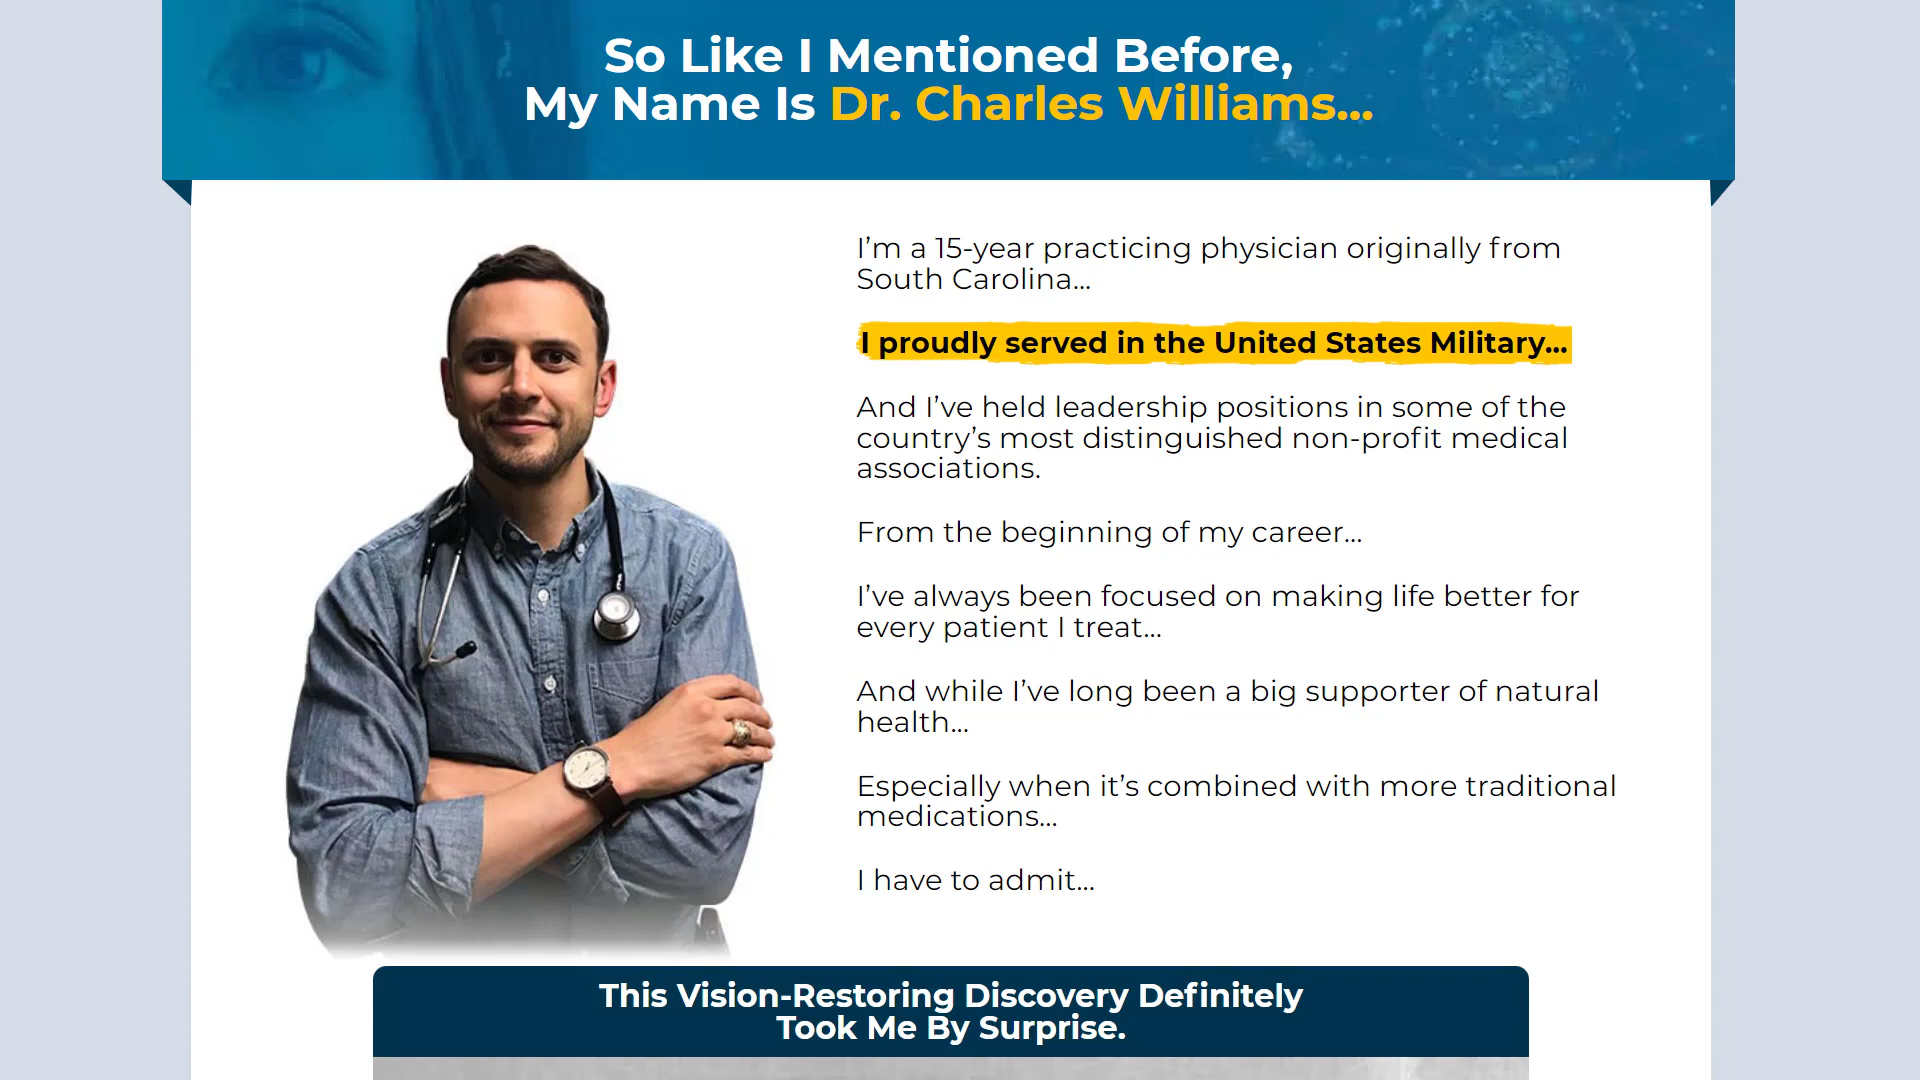 So Like I Mentioned Before,
My Name Is Dr. Charles Williams...
I’m a 15-year practicing physician originally from
South Carolina...
I proudly served in the United States Military...
And I’ve held leadership positions in some of the
country’s most distinguished non-profit medical
associations.
From the beginning of my career...
I’ve always been focused on making life better for
every patient I treat...
And while I’ve long been a big supporter of natural
health...
Especially when it’s combined with more traditional
medications...
I have to admit...
This Vision-Restoring Discovery Definitely
Took Me By Surprise.